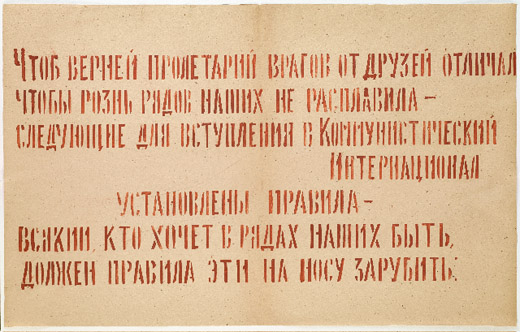 Чтоб верней пролетарий врагов от друзей отличал
чтобы рознь рядов наших не расплавила —
следующие для вступления в Коммунистический
Интернационал
установлены правила —
всякий, кто хочет в рядах наших быть,
должен правила эти на носу зарубить.